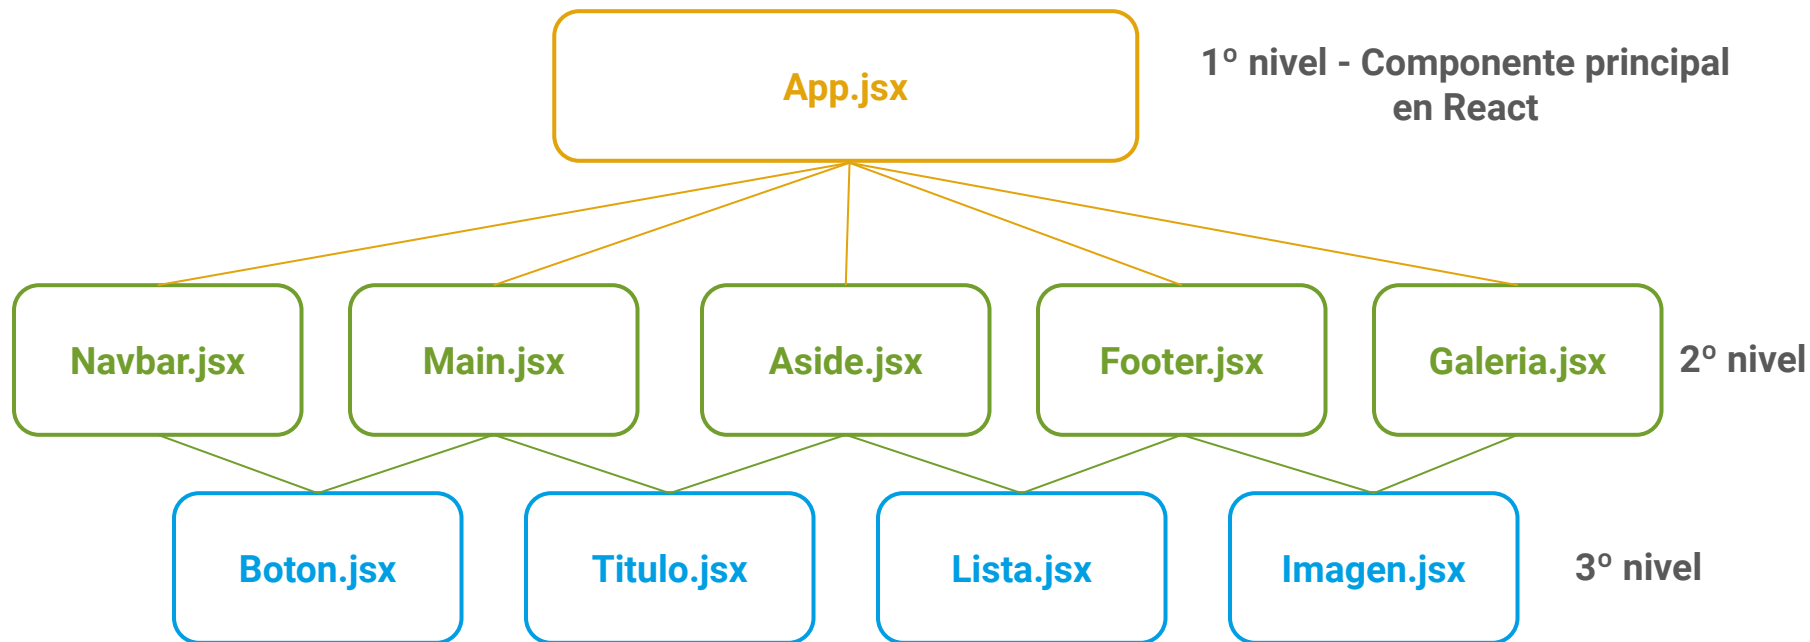 App.jsx
1º nivel - Componente principal
en React
Navbar.jsx
Main.jsx
Aside.jsx
Footer.jsx
Galeria.jsx
2º nivel
Boton.jsx
Titulo.jsx
Lista.jsx
Imagen.jsx
3º nivel